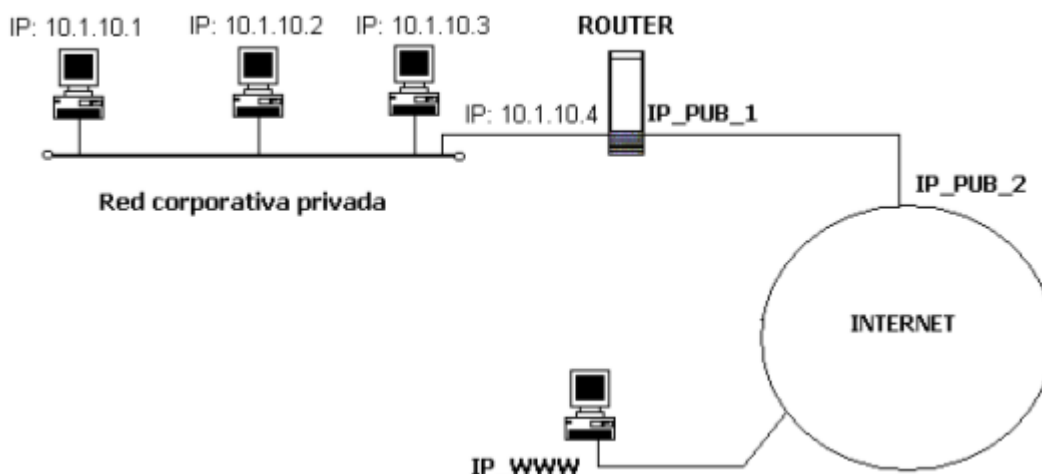 IP: 10.1.10.1
IP: 10.1.10.2
IP: 10.1.10.3
ROUTER
IP: 10.1.10.4
IP_PUB_1
Red corporativa privada
IP_PUB_2
INTERNET
IP_WWW